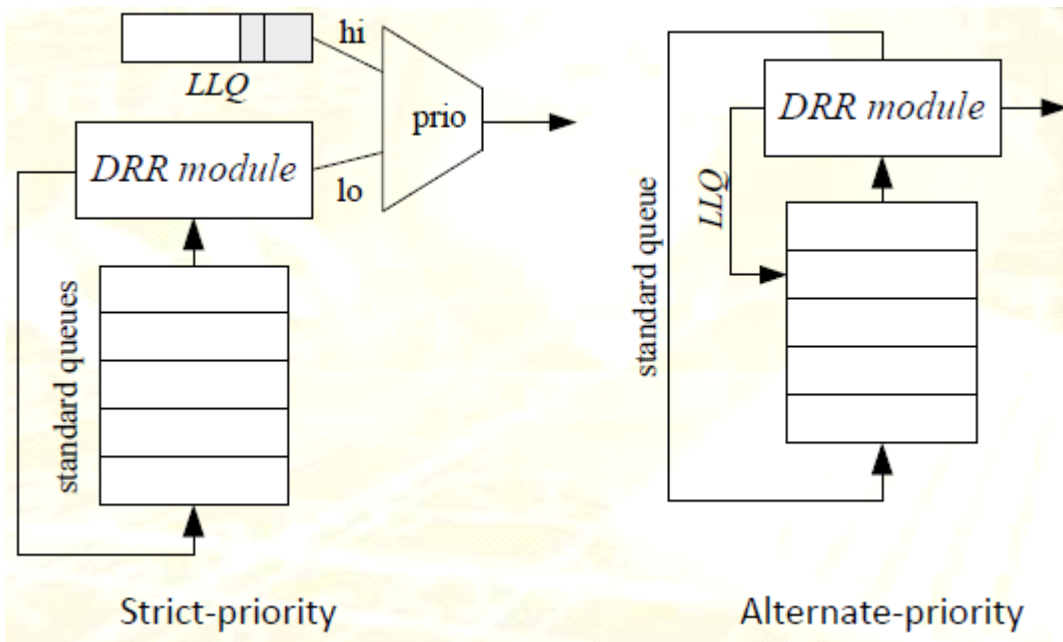 hi
LLQ
prio
DRR module
lo
standard queues
Strict-priority
DRR module
LLQ
standard queue
Alternate-priority